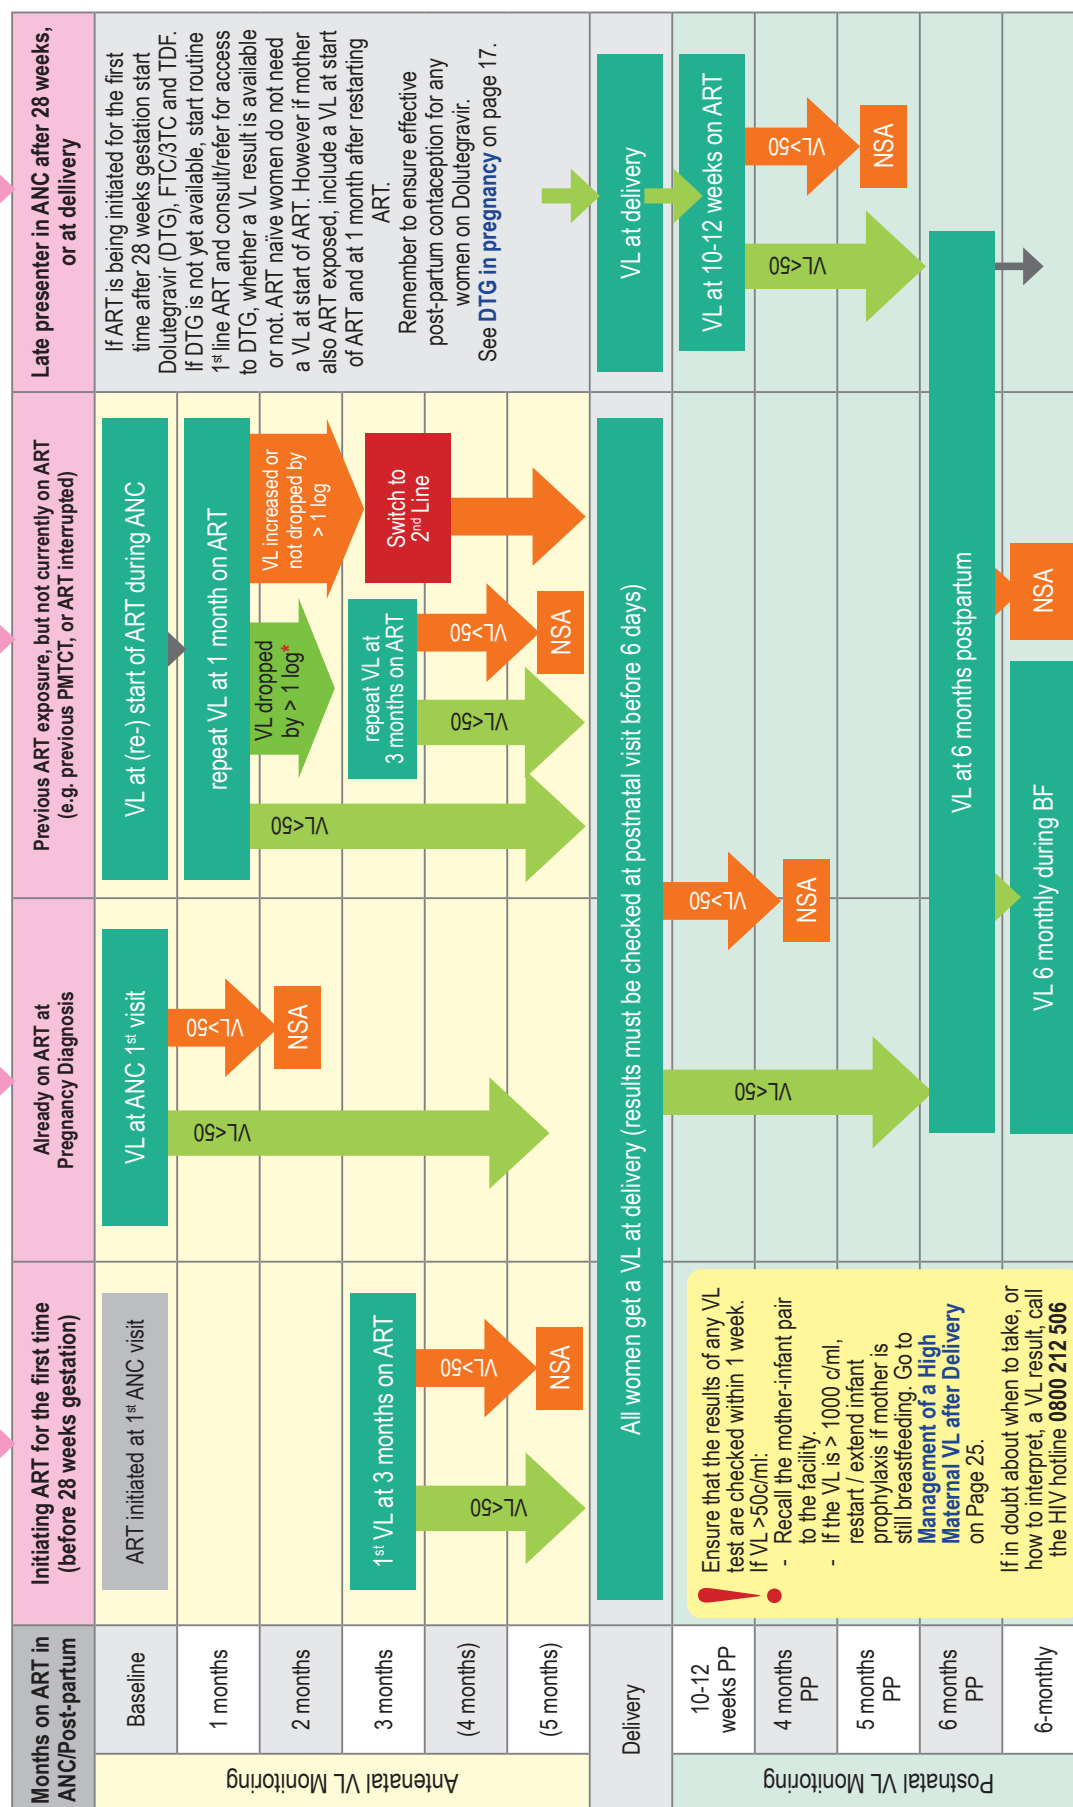 Months on ART in
ANC/Post-partum
Initiating ART for the first time
(before 28 weeks gestation)
Already on ART at
Pregnancy Diagnosis
Previous ART exposure, but not currently on ART
(e.g. previous PMTCT, or ART interrupted)
Late presenter in ANC after 28 weeks,
or at dellivery
Antenatal VL Monitoring
Baseline
1 months
2 months
3 months
(4 months)
(5 months)
ART initiated at 1st ANC visit
1st VL at 3 months on ART
VL<50
VL>50
NSA
VL at ANC 1st visit
VL<50
VL>50
NSA
VL at (re-) start of ART during ANC
repeat VL at 1 month on ART
VL<50
VL dropped
by > 1 log*
VL increased or
not dropped by
> 1 log
repeat VL at
3 months on ART
Switch to
2nd Line
VL<50
VL>50
NSA
If ART is being initiated for the first
time after 28 weeks gestation start
Dolutegravir (DTG), FTC/3TC and TDF.
If DTG is not yet available, start routine
1st line ART and consult/refer for access
to DTG, whether a VL result is available
or not. ART naïve women do not need
a VL at start of ART. However if mother
also ART exposed, include a VL at start
of ART and at 1 month after restarting
ART.
Remember to ensure effective
post-partum contaception for any
women on Dolutegravir.
See DTG in pregnancy on page 17.
Delivery
All women get a VL at delivery (results must be checked at postnatal visit before 6 days)
VL at delivery
Postnatal VL Monitoring
10-12
weeks PP
4 months
PP
5 months
PP
6 months
PP
6-monthly
Ensure that the results of any VL
test are checked within 1 week.
If VL >50c/ml:
- Recall the mother-infant pair
to the facility.
- If the VL is > 1000 c/ml,
restart / extend infant
prophylaxis if mother is
still breastfeeding. Go to
Management of a High
Maternal VL after Delivery
on Page 25.
If in doubt about when to take, or
how to interpret, a VL result, call
the HIV hotline 0800 212 506
VL<50
VL>50
NSA
VL at 10-12 weeks on ART
VL<50
VL>50
NSA
VL at 6 months postpartum
VL 6 monthly during BF
NSA